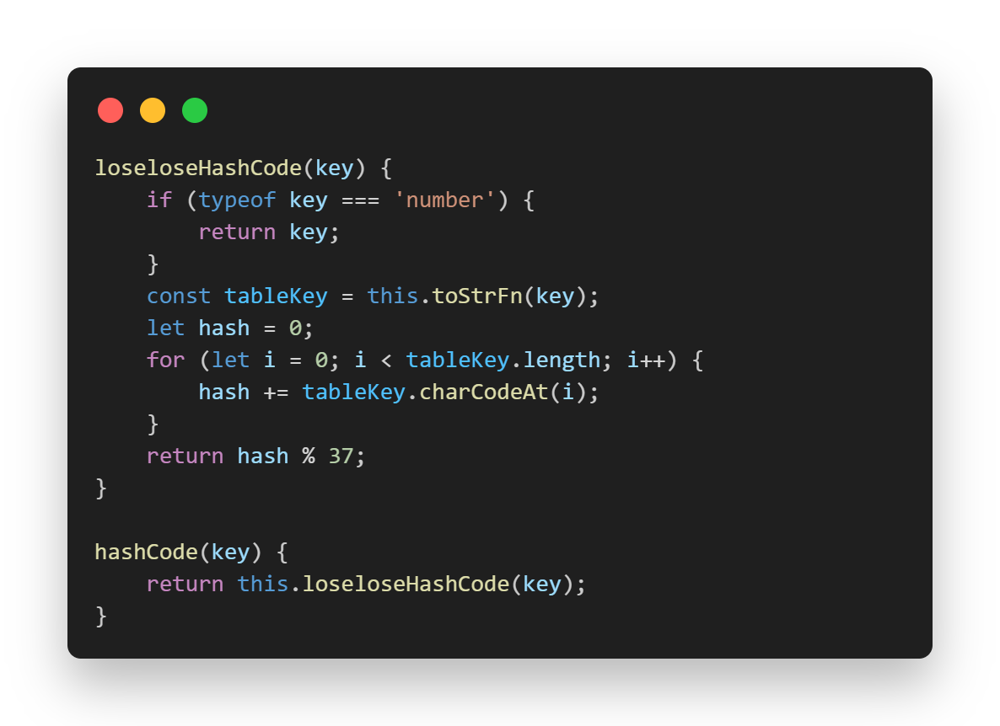 loseloseHashCode(key) {
    if (typeof key === 'number') {
        return key;
    }
    const tableKey = this.toStrFn(key);
    let hash = 0;
    for (let i = 0; i < tableKey.length; i++) {
        hash += tableKey.charCodeAt(i);
    }
    return hash % 37;
}

hashCode(key) {
    return this.loseloseHashCode(key);
}